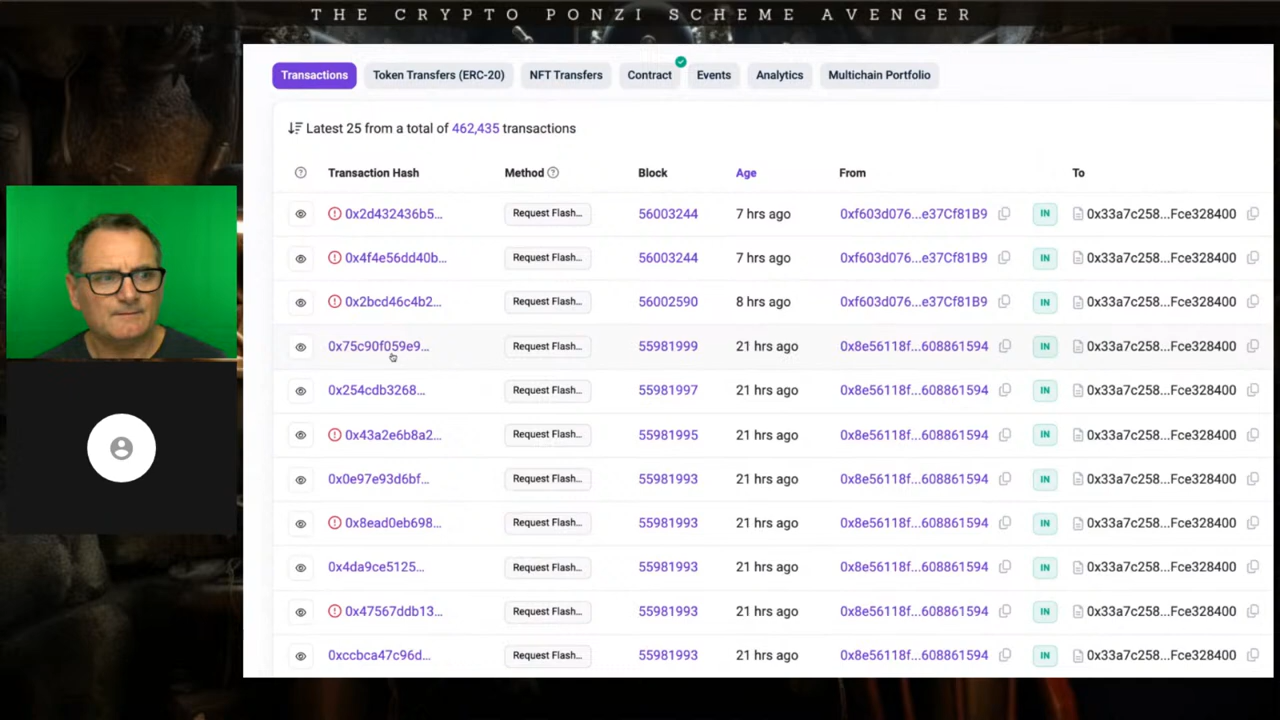 THE CRYPTO PONZI SCHEME AVENGER
Transactions Token Transfers (ERC-20) NFT Transfers Contract Events Analytics Multichain Portfolio
Latest 25 from a total of 462,435 transactions
Transaction Hash Method Block Age From To
0x2d432436b5... Request Flash... 56003244 7 hrs ago 0xf603d076...e37Cf81B9 IN 0x33a7c258...Fce328400
0x4f4e56dd40b... Request Flash... 56003244 7 hrs ago 0xf603d076...e37Cf81B9 IN 0x33a7c258...Fce328400
0x2bcd46c4b2... Request Flash... 56002590 8 hrs ago 0xf603d076...e37Cf81B9 IN 0x33a7c258...Fce328400
0x75c90f059e9... Request Flash... 55981999 21 hrs ago 0x8e56118f...608861594 IN 0x33a7c258...Fce328400
0x254cdb3268... Request Flash... 55981997 21 hrs ago 0x8e56118f...608861594 IN 0x33a7c258...Fce328400
0x43a2e6b8a2... Request Flash... 55981995 21 hrs ago 0x8e56118f...608861594 IN 0x33a7c258...Fce328400
0x0e97e93d6bf... Request Flash... 55981993 21 hrs ago 0x8e56118f...608861594 IN 0x33a7c258...Fce328400
0x8ead0eb698... Request Flash... 55981993 21 hrs ago 0x8e56118f...608861594 IN 0x33a7c258...Fce328400
0x4da9ce5125... Request Flash... 55981993 21 hrs ago 0x8e56118f...608861594 IN 0x33a7c258...Fce328400
0x47567ddb13... Request Flash... 55981993 21 hrs ago 0x8e56118f...608861594 IN 0x33a7c258...Fce328400
0xccbca47c96d... Request Flash... 55981993 21 hrs ago 0x8e56118f...608861594 IN 0x33a7c258...Fce328400